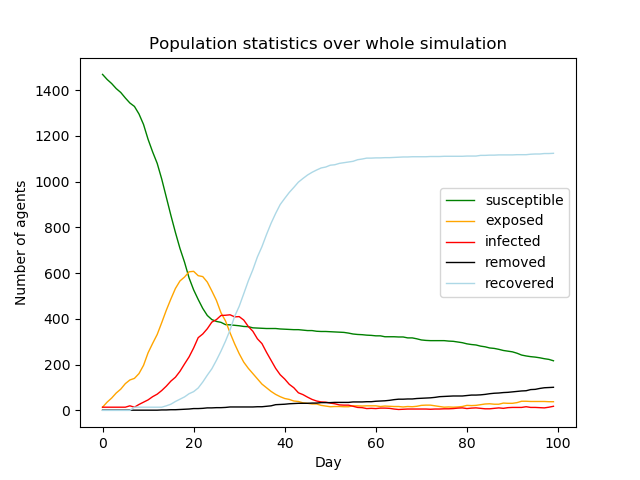 Population statistics over whole simulation
1400
1200
1000
800
600
400
200
0
Number of agents
susceptible
exposed
infected
removed
recovered
0 20 40 60 80 100
Day